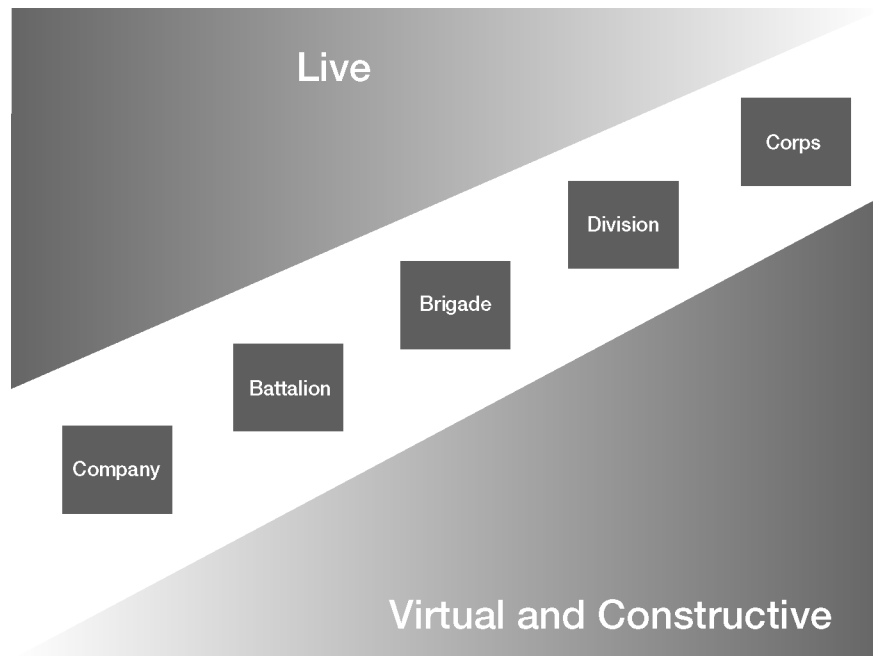 Live
Corps
Division
Brigade
Battalion
Company
Virtual and Constructive